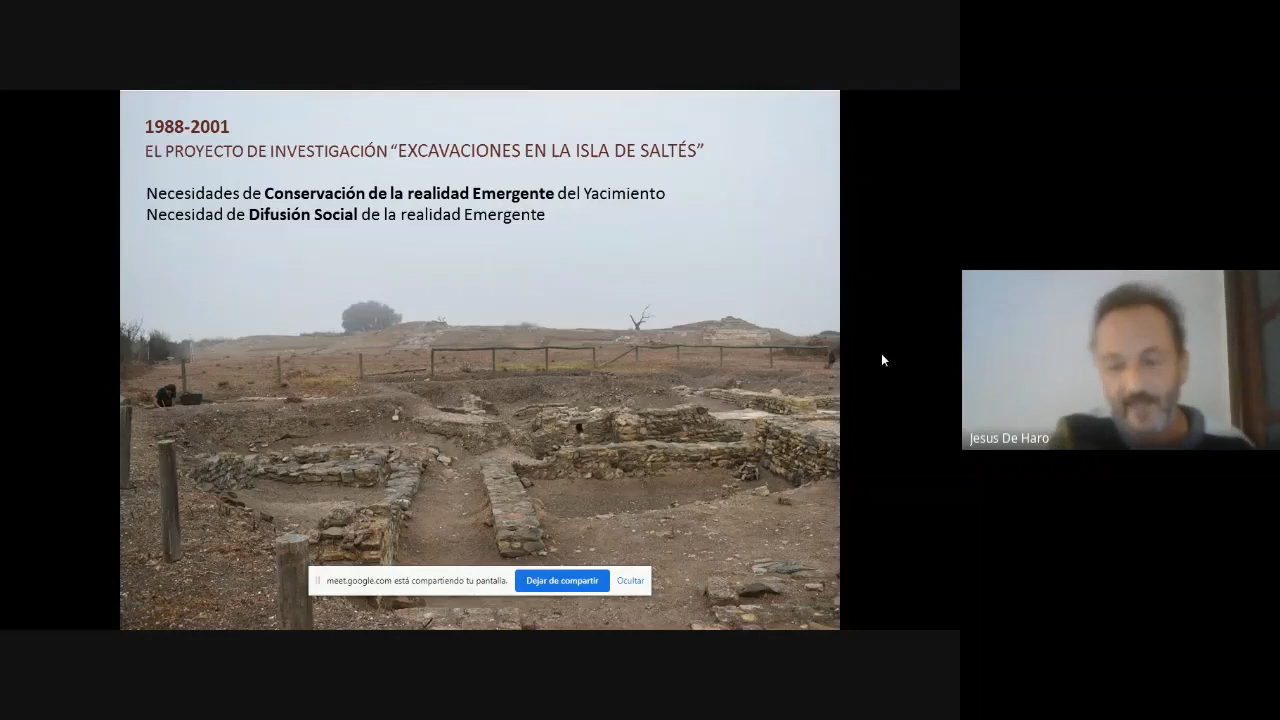 1988-2001
EL PROYECTO DE INVESTIGACIÓN “EXCAVACIONES EN LA ISLA DE SALTÉS”
Necesidades de Conservación de la realidad Emergente del Yacimiento
Necesidad de Difusión Social de la realidad Emergente
Jesus De Haro
meet.google.com está compartiendo tu pantalla. Dejar de compartir Ocultar